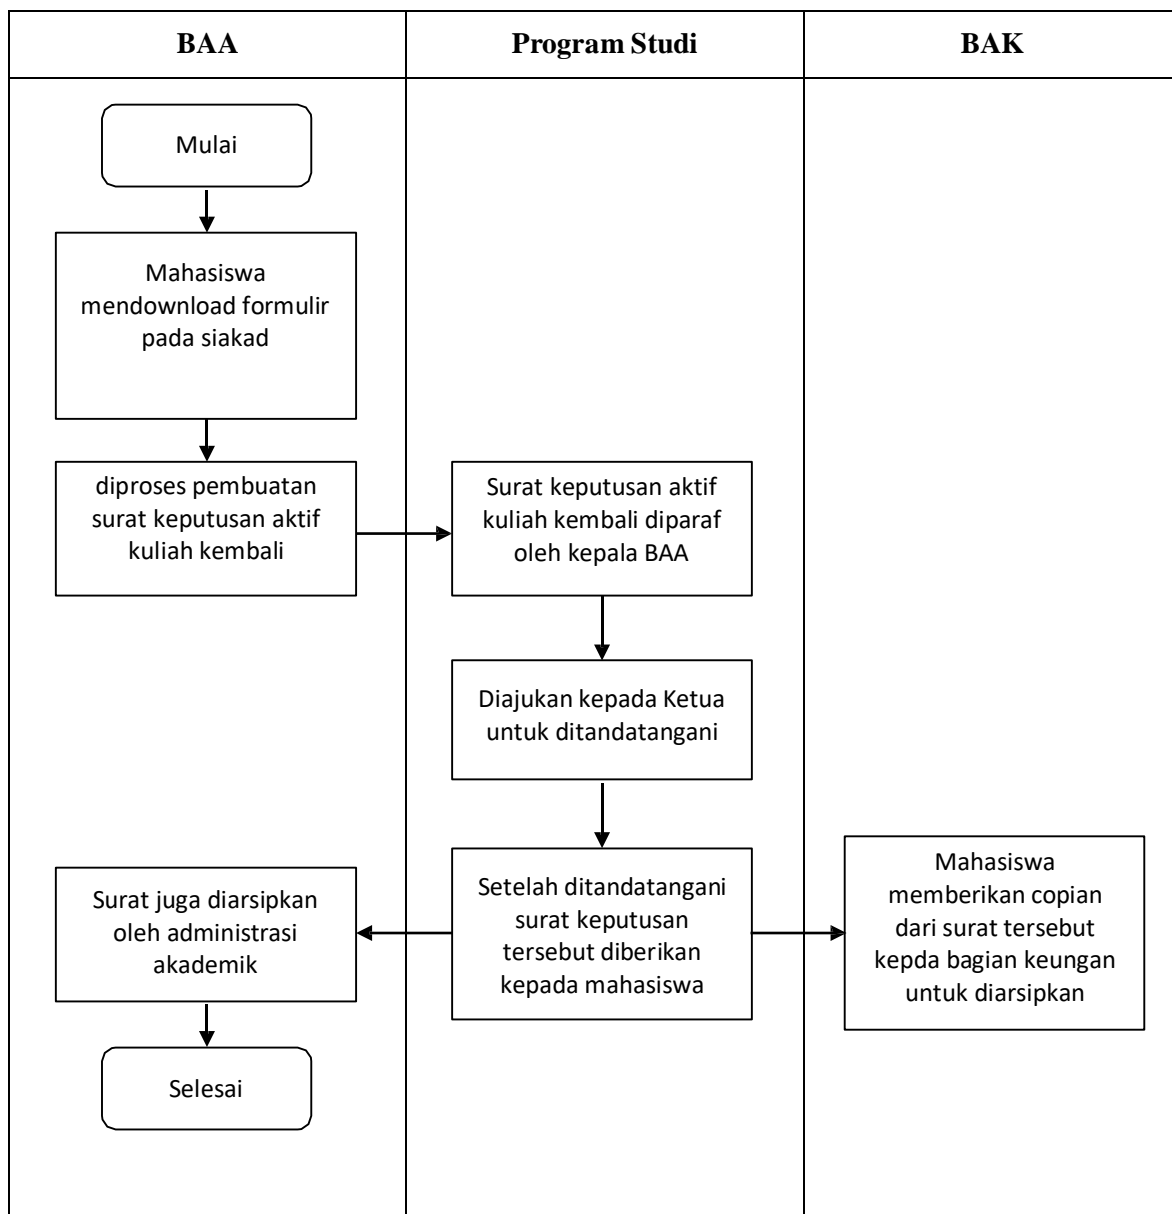 BAA
Program Studi
BAK
Mulai
Mahasiswa
mendownload formulir
pada siakad
diproses pembuatan
surat keputusan aktif
kuliah kembali
Surat keputusan aktif
kuliah kembali diparaf
oleh kepala BAA
Diajukan kepada Ketua
untuk ditandatangani
Setelah ditandatangani
surat keputusan
tersebut diberikan
kepada mahasiswa
Mahasiswa
memberikan copian
dari surat tersebut
kepda bagian keungan
untuk diarsipkan
Surat juga diarsipkan
oleh administrasi
akademik
Selesai